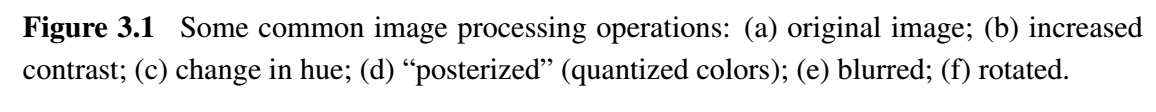 Figure 3.1 Some common image processing operations: (a) original image; (b) increased
contrast; (c) change in hue; (d) “posterized” (quantized colors); (e) blurred; (f) rotated.